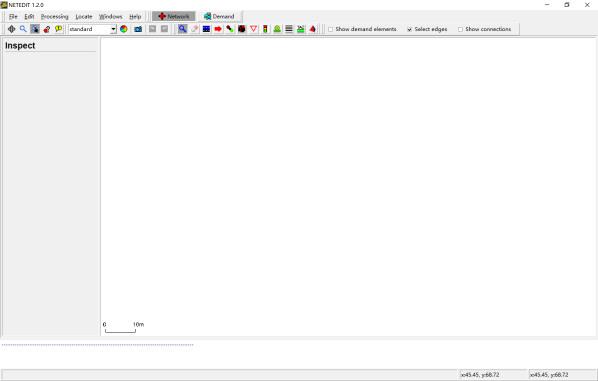 NETEDIT 1.2.0
File Edit Processing Locate Windows Help Network Demand
standard Show demand elements Select edges Show connections
Inspect
0 10m
x:45.45, y:68.72 x:45.45, y:68.72